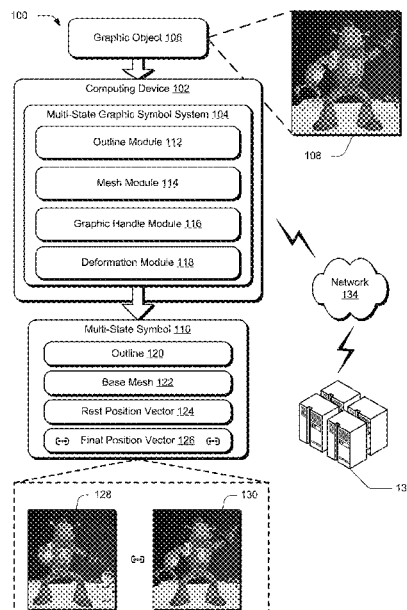 100
Graphic Object 106
Computing Device 102
Multi-State Graphic Symbol System 104
Outline Module 112
Mesh Module 114
Graphic Handle Module 116
Deformation Module 118
108
Network
134
Multi-State Symbol 110
Outline 120
Base Mesh 122
Rest Position Vector 124
Final Position Vector 126
13
128
130